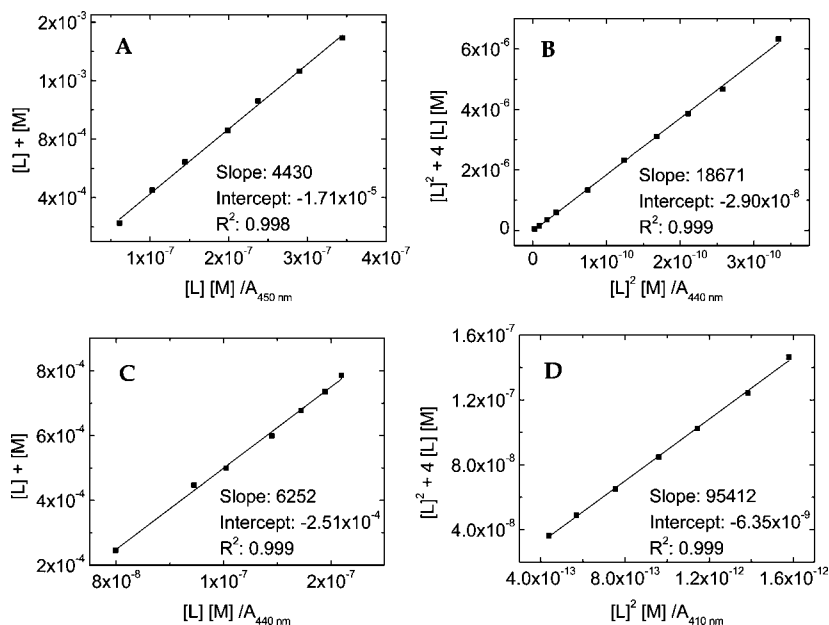 A
[L] + [M]
2x10⁻³
1x10⁻³
8x10⁻⁴
4x10⁻⁴
Slope: 4430
Intercept: -1.71x10⁻⁵
R²: 0.998
1x10⁻⁷ 2x10⁻⁷ 3x10⁻⁷ 4x10⁻⁷
[L] [M] /A450 nm
B
[L]² + 4 [L] [M]
6x10⁻⁶
4x10⁻⁶
2x10⁻⁶
0
Slope: 18671
Intercept: -2.90x10⁻⁸
R²: 0.999
0 1x10⁻¹⁰ 2x10⁻¹⁰ 3x10⁻¹⁰
[L]² [M] /A440 nm
C
[L] + [M]
8x10⁻⁴
6x10⁻⁴
4x10⁻⁴
2x10⁻⁴
Slope: 6252
Intercept: -2.51x10⁻⁴
R²: 0.999
8x10⁻⁸ 1x10⁻⁷ 2x10⁻⁷
[L] [M] /A440 nm
D
[L]² + 4 [L] [M]
1.6x10⁻⁷
1.2x10⁻⁷
8.0x10⁻⁸
4.0x10⁻⁸
Slope: 95412
Intercept: -6.35x10⁻⁹
R²: 0.999
4.0x10⁻¹³ 8.0x10⁻¹³ 1.2x10⁻¹² 1.6x10⁻¹²
[L]² [M] /A410 nm